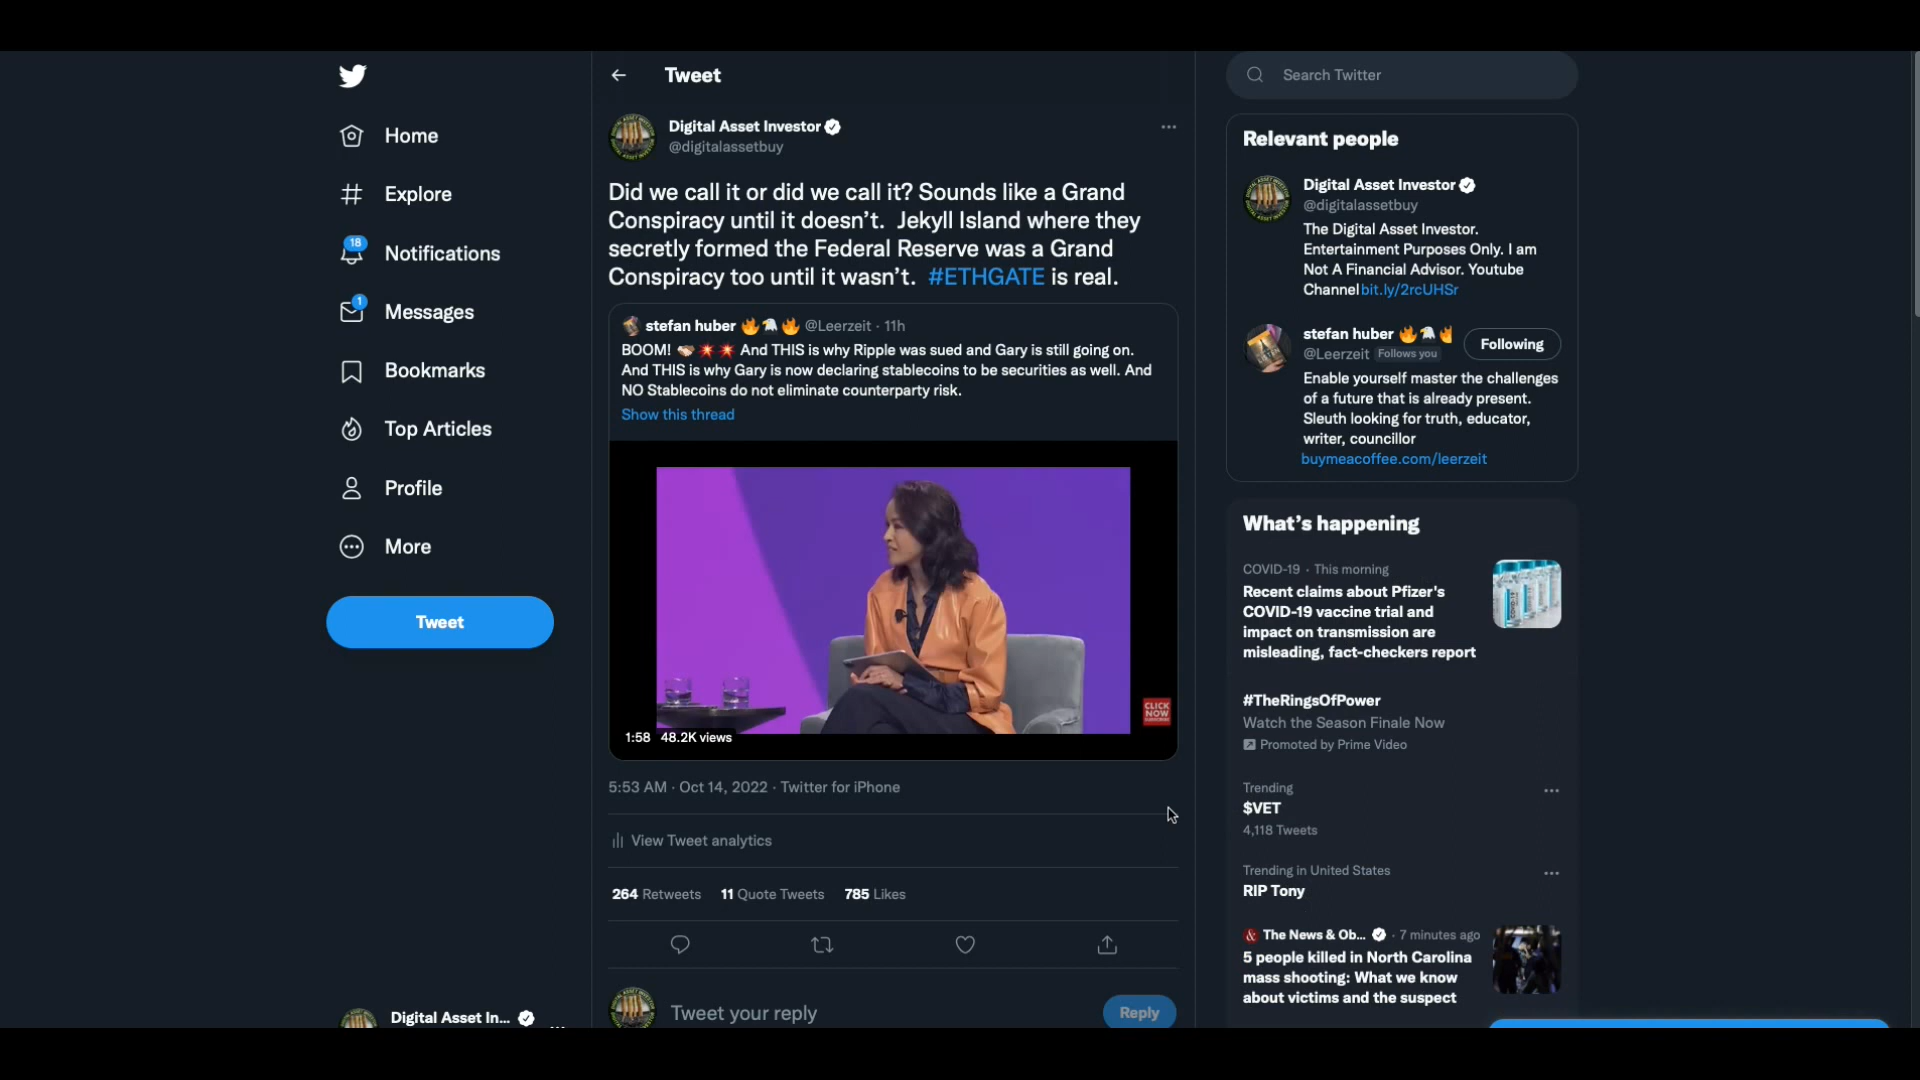 Home
Explore
18
Notifications
1
Messages
Bookmarks
Top Articles
Profile
More
Tweet
Digital Asset In...
Tweet
Digital Asset Investor
@digitalassetbuy
Did we call it or did we call it? Sounds like a Grand
Conspiracy until it doesn't. Jekyll Island where they
secretly formed the Federal Reserve was a Grand
Conspiracy too until it wasn't. #ETHGATE is real.
stefan huber 🔥🦅🔥 @Leerzeit · 11h
BOOM! 🤝💥💥 And THIS is why Ripple was sued and Gary is still going on.
And THIS is why Gary is now declaring stablecoins to be securities as well. And
NO Stablecoins do not eliminate counterparty risk.
Show this thread
CLICK
NOW
1:58 48.2K views
5:53 AM · Oct 14, 2022 · Twitter for iPhone
View Tweet analytics
264 Retweets 11 Quote Tweets 785 Likes
Tweet your reply
Reply
Search Twitter
Relevant people
Digital Asset Investor
@digitalassetbuy
The Digital Asset Investor.
Entertainment Purposes Only. I am
Not A Financial Advisor. Youtube
Channel bit.ly/2rcUHSr
stefan huber 🔥🦅🔥
@Leerzeit Follows you
Following
Enable yourself master the challenges
of a future that is already present.
Sleuth looking for truth, educator,
writer, councillor
buymeacoffee.com/leerzeit
What's happening
COVID-19 · This morning
Recent claims about Pfizer's
COVID-19 vaccine trial and
impact on transmission are
misleading, fact-checkers report
#TheRingsOfPower
Watch the Season Finale Now
Promoted by Prime Video
Trending
$VET
4,118 Tweets
Trending in United States
RIP Tony
The News & Ob... · 7 minutes ago
5 people killed in North Carolina
mass shooting: What we know
about victims and the suspect